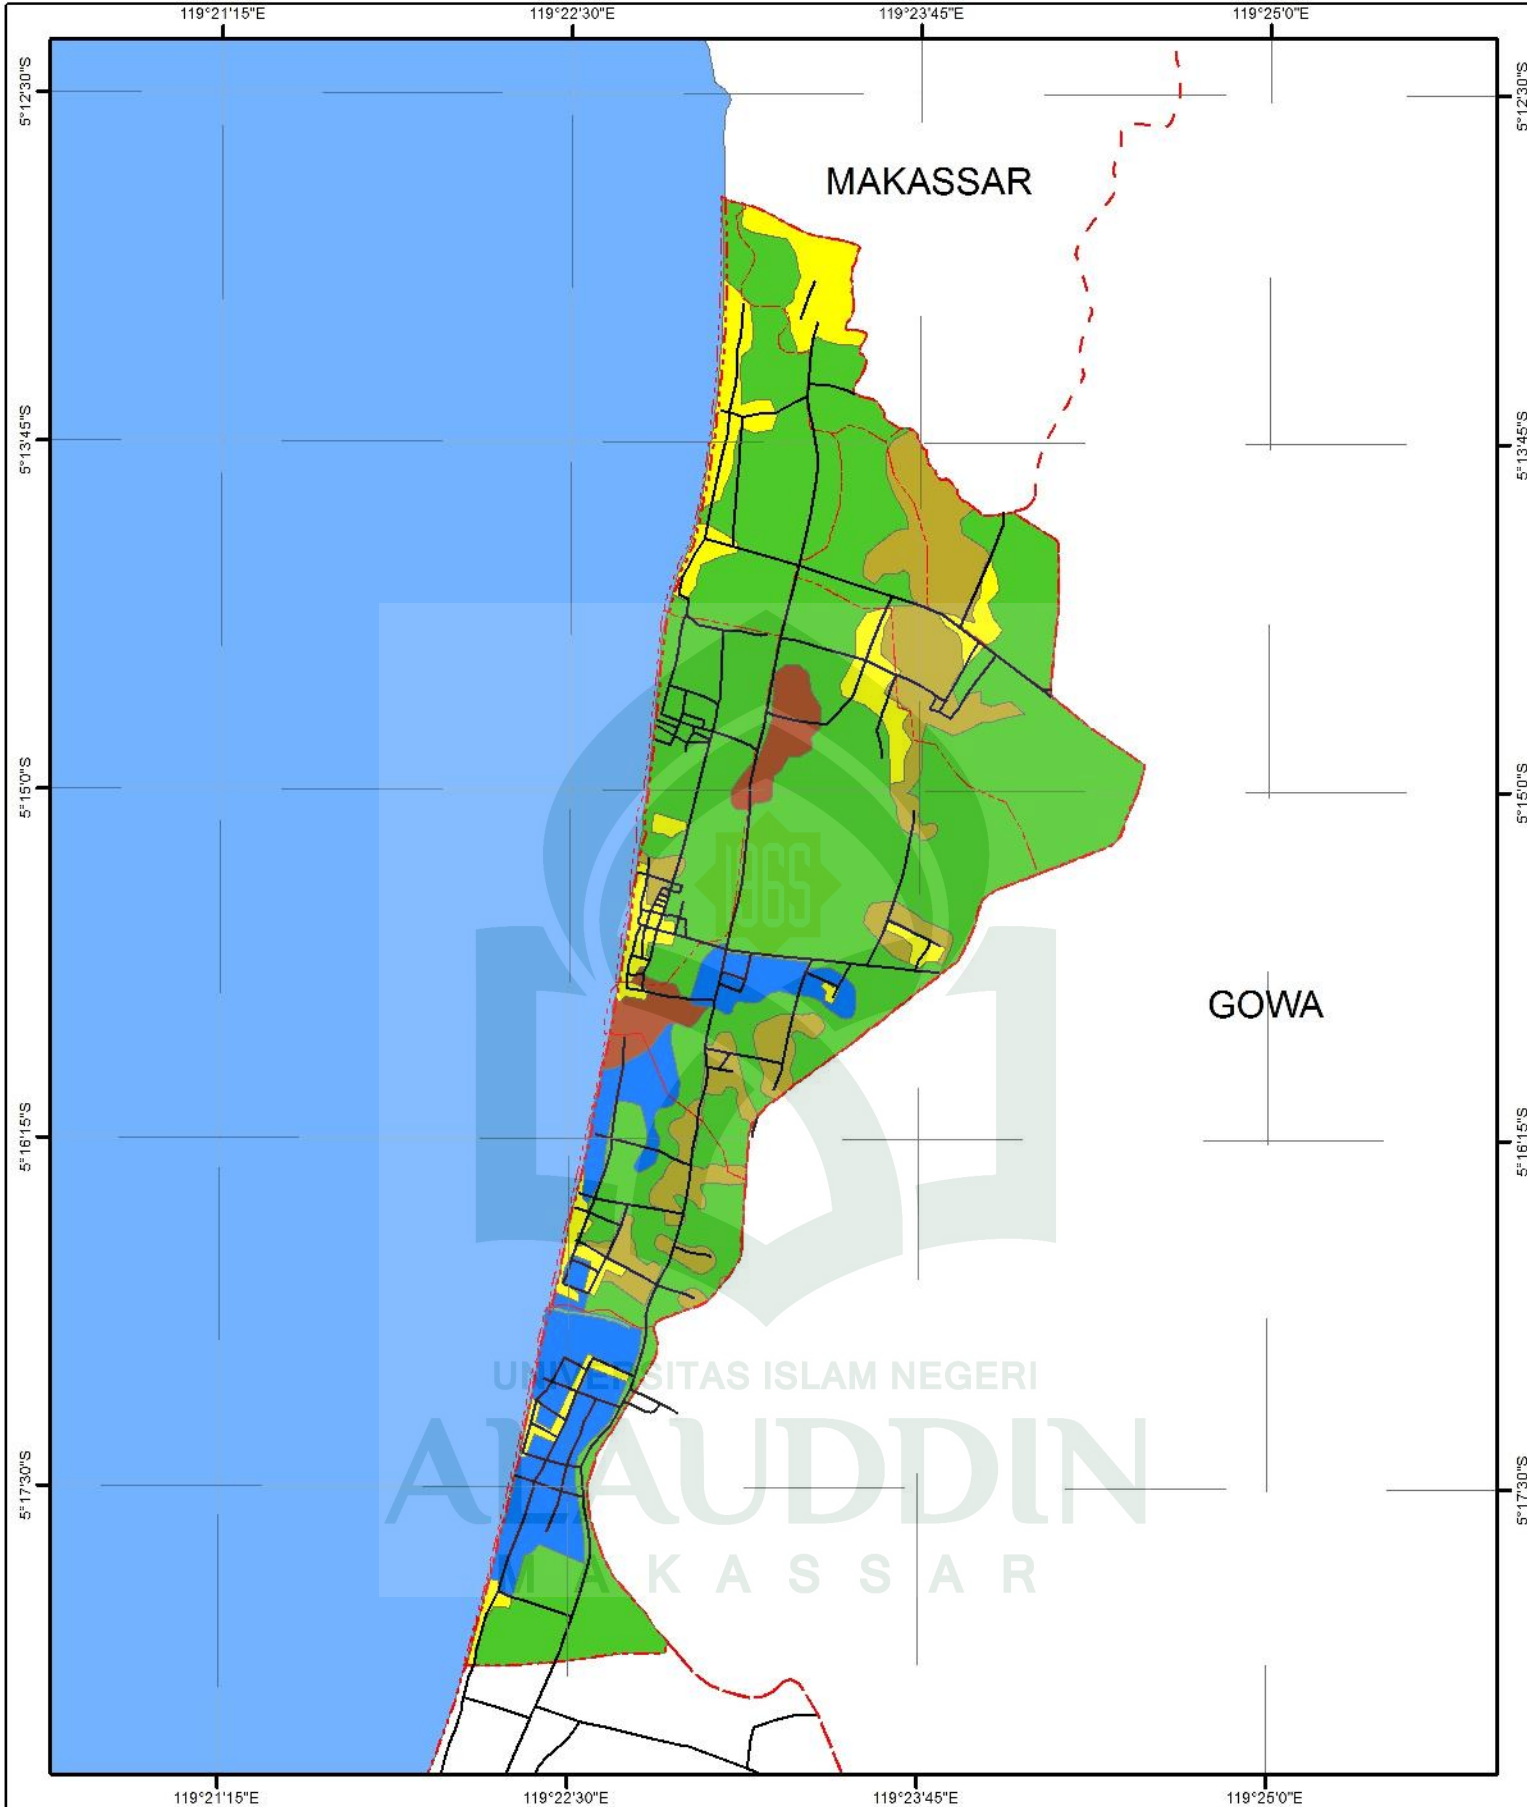 119°21'15"E 119°22'30"E 119°23'45"E 119°25'0"E
5°12'30"S 5°12'30"S
MAKASSAR
5°13'45"S 5°13'45"S
5°15'0"S 5°15'0"S
1965
GOWA
5°16'15"S 5°16'15"S
UNIVERSITAS ISLAM NEGERI
ALAUDDIN
5°17'30"S 5°17'30"S
MAKASSAR
119°21'15"E 119°22'30"E 119°23'45"E 119°25'0"E